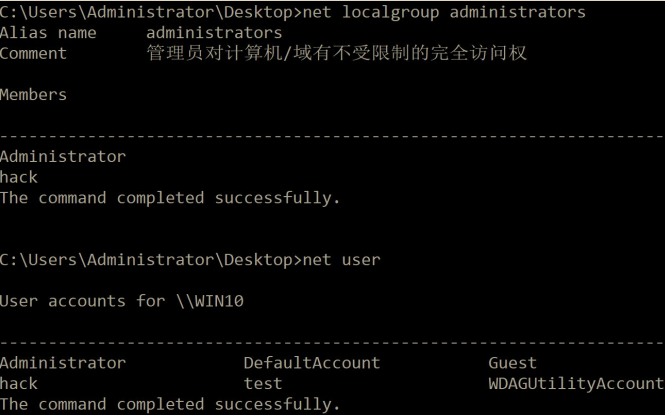 C:\Users\Administrator\Desktop>net localgroup administrators
Alias name     administrators
Comment        管理员对计算机/域有不受限制的完全访问权
Members
-------------------------------------------------------------------
Administrator
hack
The command completed successfully.
C:\Users\Administrator\Desktop>net user
User accounts for \\WIN10
-------------------------------------------------------------------
Administrator            DefaultAccount           Guest
hack                     test                     WDAGUtilityAccount
The command completed successfully.